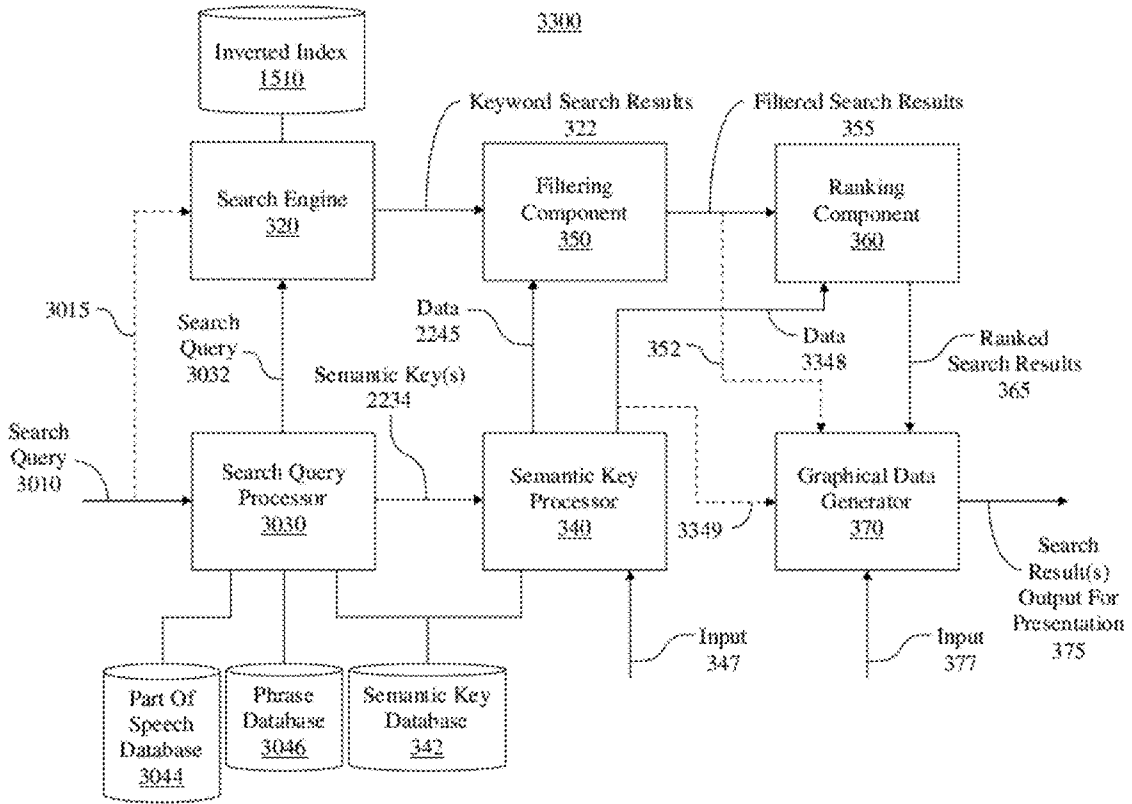 3300
Inverted Index
1510
Keyword Search Results
322
Filtered Search Results
355
Search Engine
320
Filtering
Component
350
Ranking
Component
360
3015
Search
Query
3032
Data
2245
352
Data
3348
Ranked
Search Results
365
Semantic Key(s)
2234
Search
Query
3010
Search Query
Processor
3030
Semantic Key
Processor
340
3349
Graphical Data
Generator
370
Search
Result(s)
Output For
Presentation
375
Input
347
Input
377
Part Of
Speech
Database
3044
Phrase
Database
3046
Semantic Key
Database
342